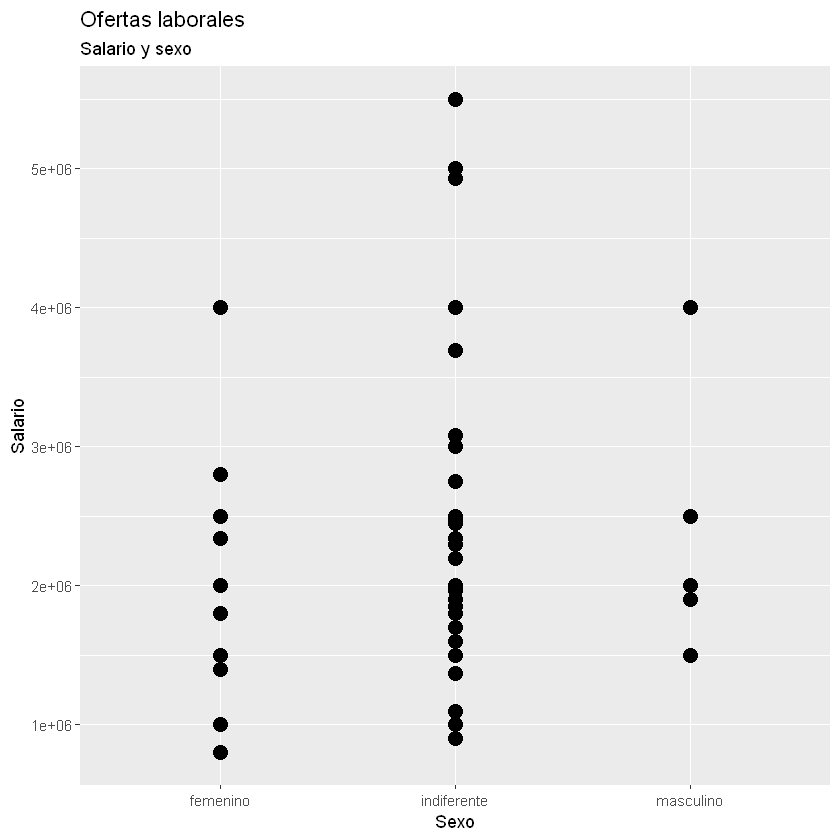 Ofertas laborales
Salario y sexo
5e+06
4e+06
3e+06
2e+06
1e+06
Salario
femenino
indiferente
masculino
Sexo